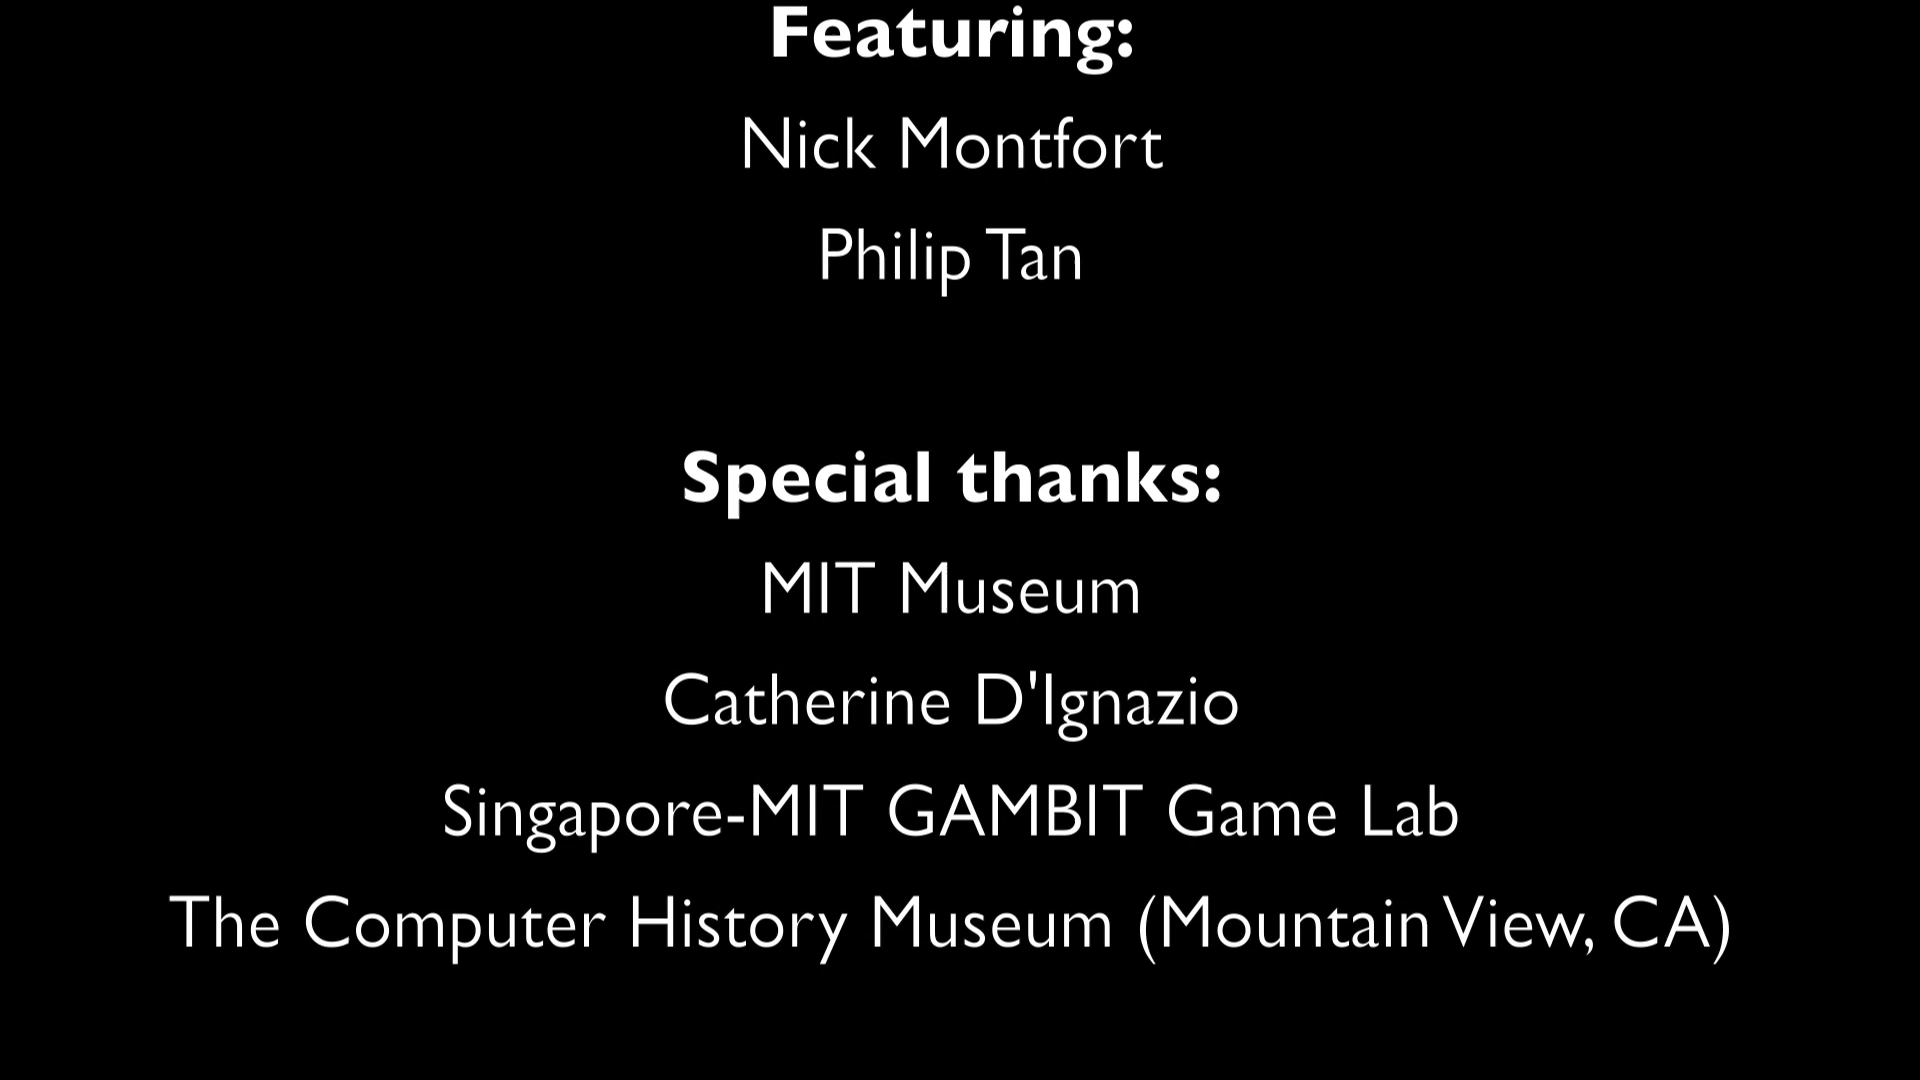 Featuring:
Nick Montfort
Philip Tan
Special thanks:
MIT Museum
Catherine D'Ignazio
Singapore-MIT GAMBIT Game Lab
The Computer History Museum (Mountain View, CA)